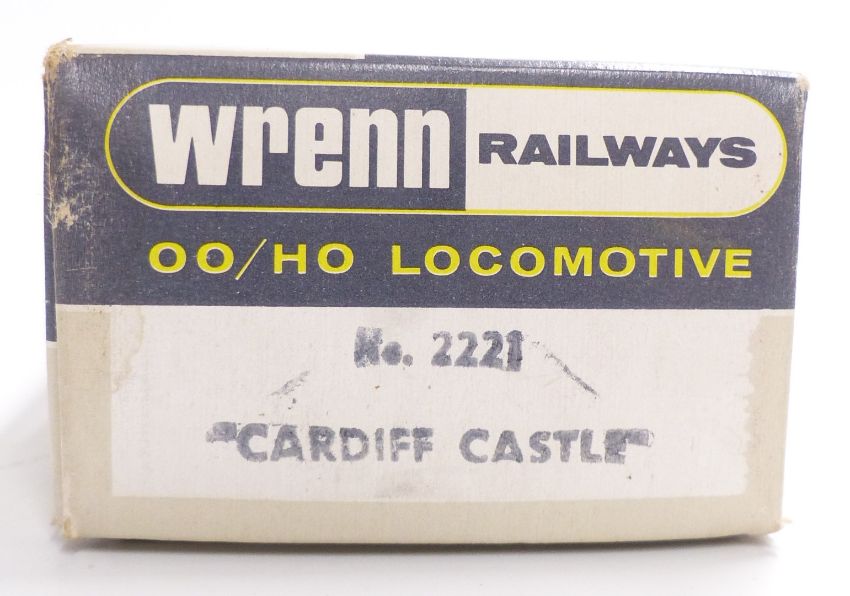 wrenn RAILWAYS
OO/HO LOCOMOTIVE
No. 2221
"CARDIFF CASTLE"